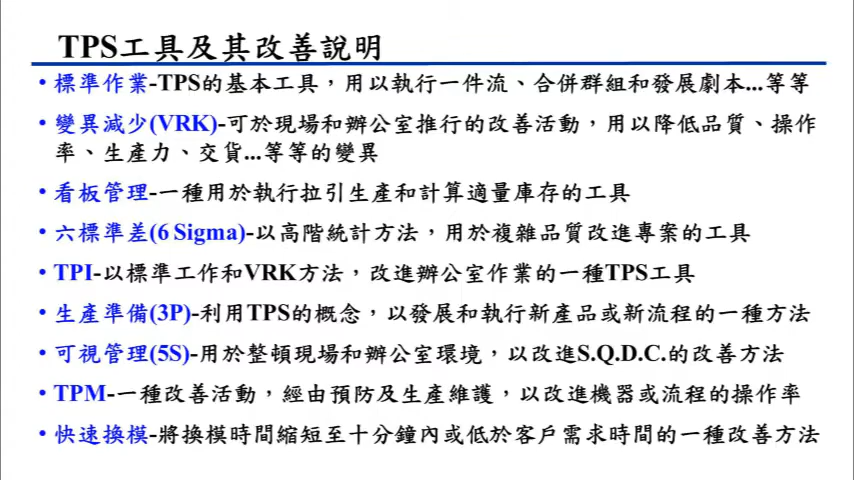 TPS工具及其改善說明
•標準作業-TPS的基本工具，用以執行一件流、合併群組和發展劇本...等等
•變異減少(VRK)-可於現場和辦公室推行的改善活動，用以降低品質、操作
率、生產力、交貨...等等的變異
•看板管理-一種用於執行拉引生產和計算適量庫存的工具
•六標準差(6 Sigma)-以高階統計方法，用於複雜品質改進專案的工具
•TPI-以標準工作和VRK方法，改進辦公室作業的一種TPS工具
•生產準備(3P)-利用TPS的概念，以發展和執行新產品或新流程的一種方法
•可視管理(5S)-用於整頓現場和辦公室環境，以改進S.Q.D.C.的改善方法
•TPM-一種改善活動，經由預防及生產維護，以改進機器或流程的操作率
•快速換模-將換模時間縮短至十分鐘內或低於客戶需求時間的一種改善方法